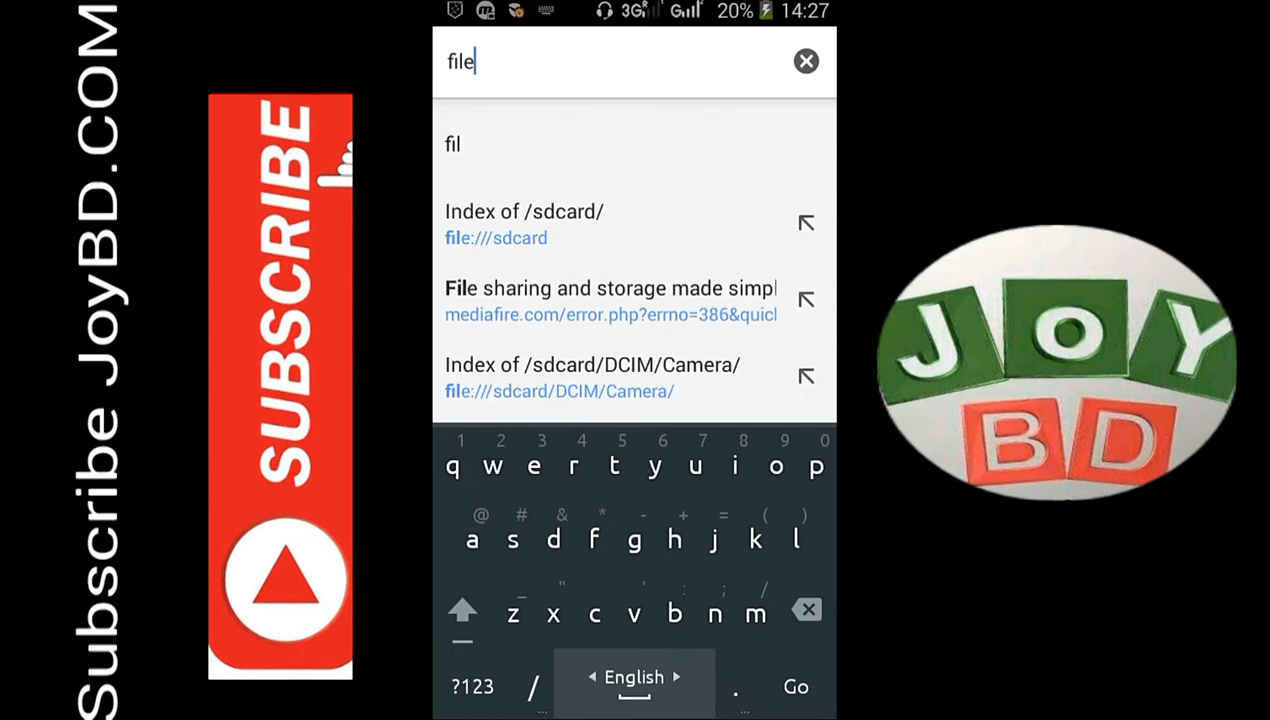 Subscribe JoyBD.COM
SUBSCRIBE
3G R G 2 20% 14:27
file
fil
Index of /sdcard/
file:///sdcard
File sharing and storage made simpl
mediafire.com/error.php?errno=386&quicl
Index of /sdcard/DCIM/Camera/
file:///sdcard/DCIM/Camera/
1 2 3 4 5 6 7 8 9 0
q w e r t y u i o p
@ # & * - + = ( )
a s d f g h j k l
_ " ' : ; /
z x c v b n m
?123 / English . Go
JOY
BD